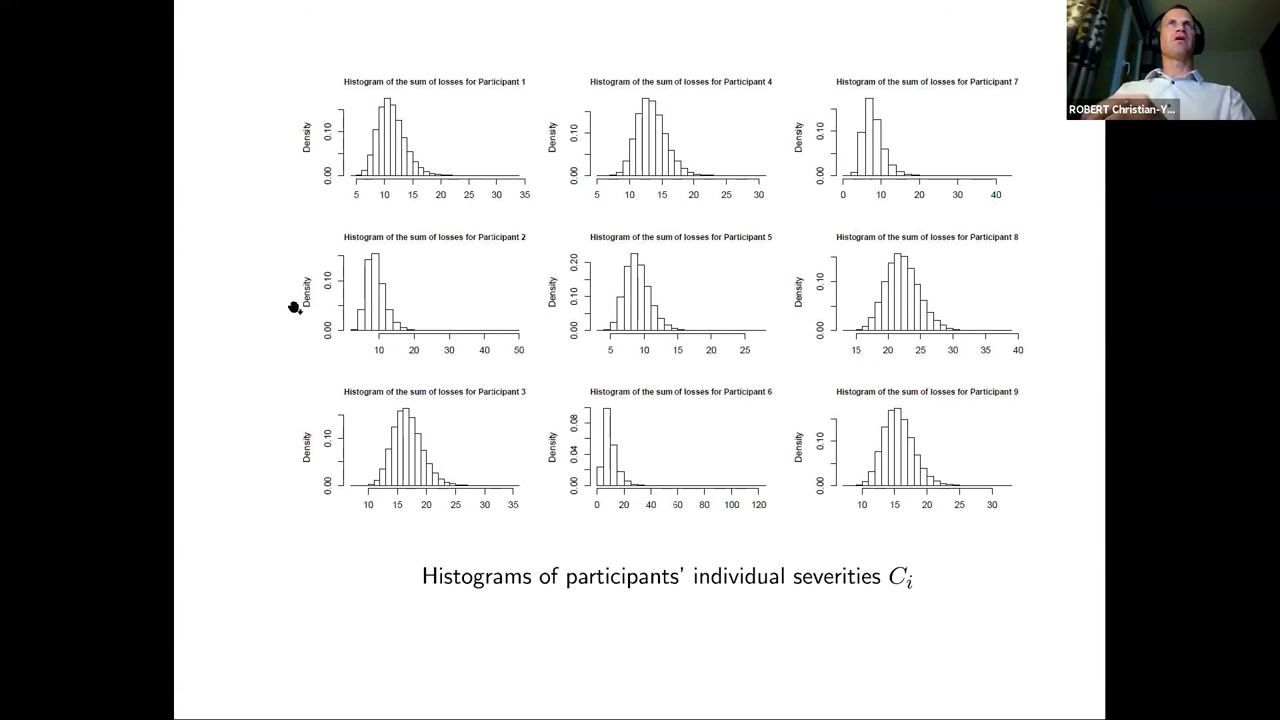 ROBERT Christian-Y...
Histogram of the sum of losses for Participant 1
Density
0.00 0.10
5 10 15 20 25 30 35
Histogram of the sum of losses for Participant 4
Density
0.00 0.10
5 10 15 20 25 30
Histogram of the sum of losses for Participant 7
Density
0.00 0.10
0 10 20 30 40
Histogram of the sum of losses for Participant 2
Density
0.00 0.10
10 20 30 40 50
Histogram of the sum of losses for Participant 5
Density
0.00 0.10 0.20
5 10 15 20 25
Histogram of the sum of losses for Participant 8
Density
0.00 0.10
15 20 25 30 35 40
Histogram of the sum of losses for Participant 3
Density
0.00 0.10
10 15 20 25 30 35
Histogram of the sum of losses for Participant 6
Density
0.00 0.04 0.08
0 20 40 60 80 100 120
Histogram of the sum of losses for Participant 9
Density
0.00 0.10
10 15 20 25 30
Histograms of participants' individual severities C_i